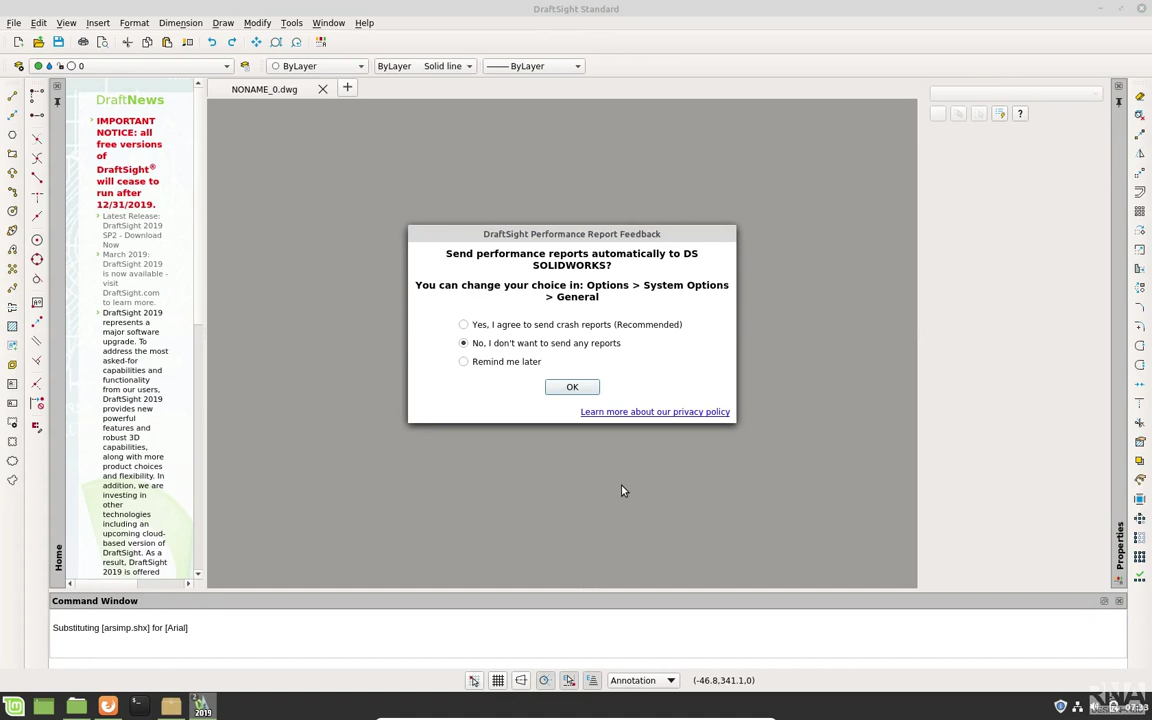 DraftSight Standard
File Edit View Insert Format Dimension Draw Modify Tools Window Help
0
ByLayer
ByLayer Solid line
ByLayer
NONAME_0.dwg
DraftNews
IMPORTANT
NOTICE: all
free versions
of
DraftSight®
will cease to
run after
12/31/2019.
Latest Release:
DraftSight 2019
SP2 - Download
Now
March 2019:
DraftSight 2019
is now available -
visit
DraftSight.com
to learn more.
DraftSight 2019
represents a
major software
upgrade. To
address the most
asked-for
capabilities and
functionality
from our users,
DraftSight 2019
provides new
powerful
features and
robust 3D
capabilities,
along with more
product choices
and flexibility. In
addition, we are
investing in
other
technologies
including an
upcoming cloud-
based version of
DraftSight. As a
result, DraftSight
2019 is offered
Home
DraftSight Performance Report Feedback
Send performance reports automatically to DS
SOLIDWORKS?
You can change your choice in: Options > System Options
> General
Yes, I agree to send crash reports (Recommended)
No, I don't want to send any reports
Remind me later
OK
Learn more about our privacy policy
?
Properties
Command Window
Substituting [arsimp.shx] for [Arial]
Annotation
(-46.8,341.1,0)
2019
07:33